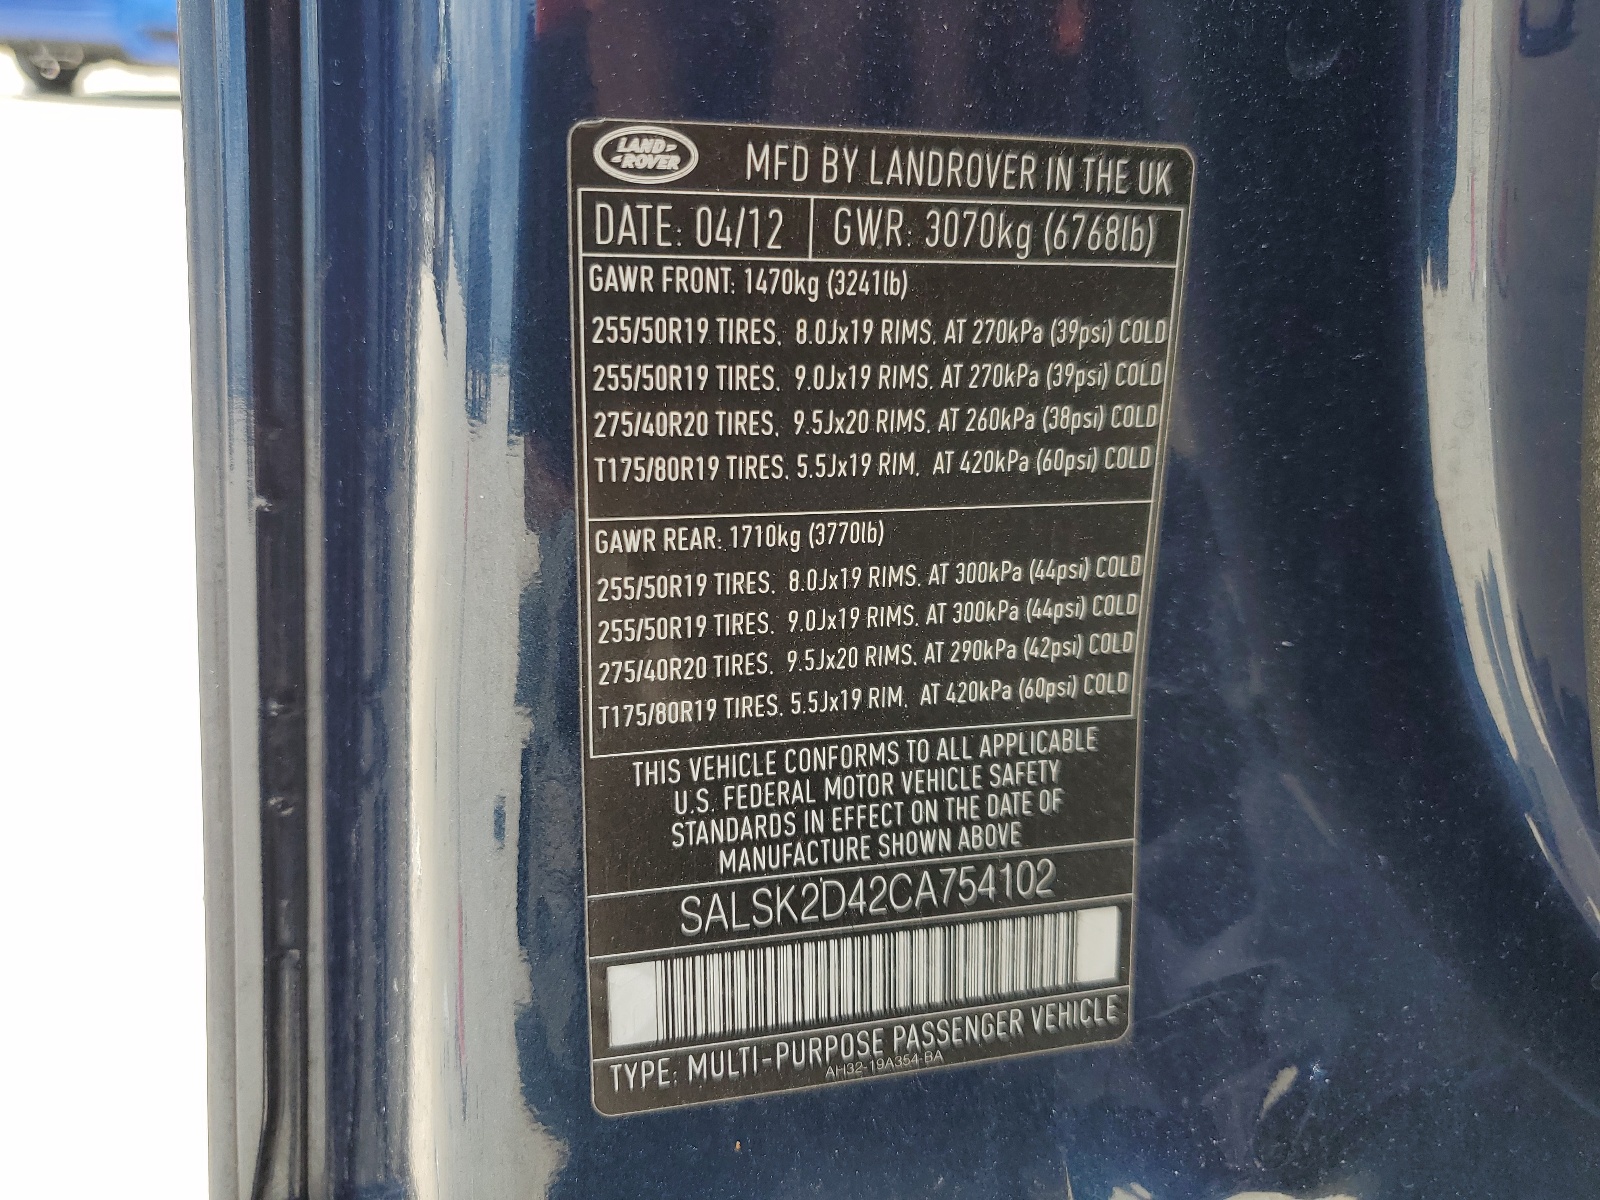 LAND ROVER MFD BY LANDROVER IN THE UK
DATE: 04/12 GWR: 3070kg (6768lb)
GAWR FRONT: 1470kg (3241lb)
255/50R19 TIRES. 8.0Jx19 RIMS. AT 270kPa (39psi) COLD
255/50R19 TIRES. 9.0Jx19 RIMS. AT 270kPa (39psi) COLD
275/40R20 TIRES. 9.5Jx20 RIMS. AT 260kPa (38psi) COLD
T175/80R19 TIRES. 5.5Jx19 RIM. AT 420kPa (60psi) COLD
GAWR REAR: 1710kg (3770lb)
255/50R19 TIRES. 8.0Jx19 RIMS. AT 300kPa (44psi) COLD
255/50R19 TIRES. 9.0Jx19 RIMS. AT 300kPa (44psi) COLD
275/40R20 TIRES. 9.5Jx20 RIMS. AT 290kPa (42psi) COLD
T175/80R19 TIRES. 5.5Jx19 RIM. AT 420kPa (60psi) COLD
THIS VEHICLE CONFORMS TO ALL APPLICABLE
U.S. FEDERAL MOTOR VEHICLE SAFETY
STANDARDS IN EFFECT ON THE DATE OF
MANUFACTURE SHOWN ABOVE
SALSK2D42CA754102
TYPE: MULTI-PURPOSE PASSENGER VEHICLE
AH32-19A354-BA